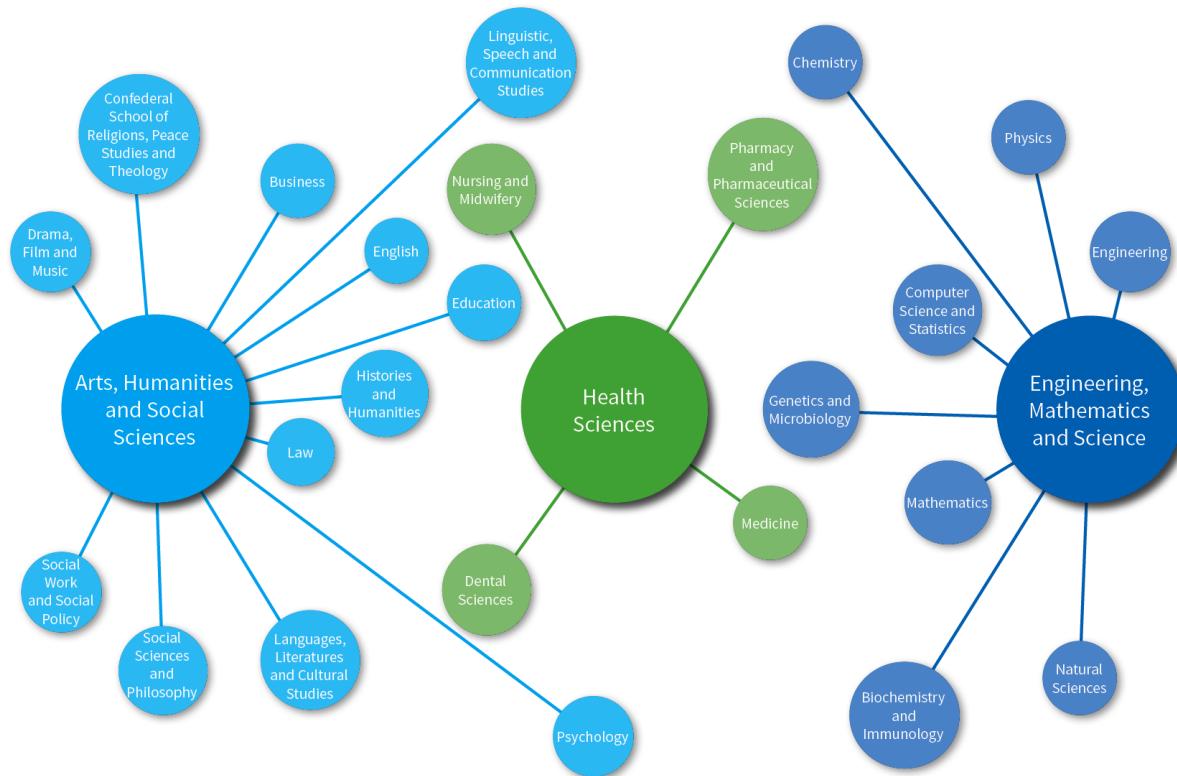 Linguistic,
Speech and
Communication
Studies
Chemistry
Confederal
School of
Religions, Peace
Studies and
Theology
Physics
Pharmacy
and
Pharmaceutical
Sciences
Business
Nursing and
Midwifery
Drama,
Film and
Music
English
Engineering
Education
Computer
Science and
Statistics
Arts, Humanities
and Social
Sciences
Histories
and
Humanities
Health
Sciences
Genetics and
Microbiology
Engineering,
Mathematics
and Science
Law
Mathematics
Medicine
Social
Work
and Social
Policy
Dental
Sciences
Social
Sciences
and
Philosophy
Languages,
Literatures
and Cultural
Studies
Natural
Sciences
Biochemistry
and
Immunology
Psychology